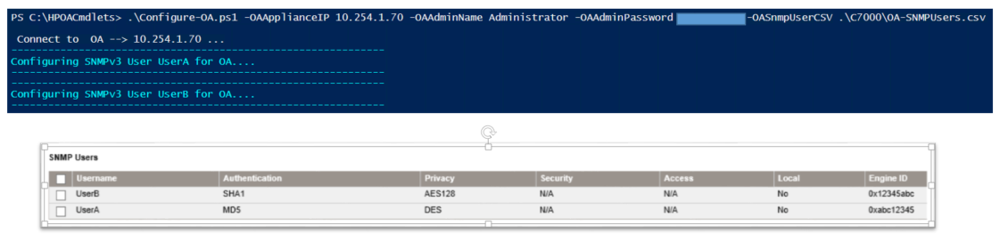 PS C:\HPOACmdlets> .\Configure-OA.ps1 -OAApplianceIP 10.254.1.70 -OAAdminName Administrator -OAAdminPassword -OASnmpUserCSV .\C7000\OA-SNMPUsers.csv
Connect to OA --> 10.254.1.70 ...
Configuring SNMPv3 User UserA for OA....
Configuring SNMPv3 User UserB for OA....
SNMP Users
Username Authentication Privacy Security Access Local Engine ID
UserB SHA1 AES128 N/A N/A No 0x12345abc
UserA MD5 DES N/A N/A No 0xabc12345